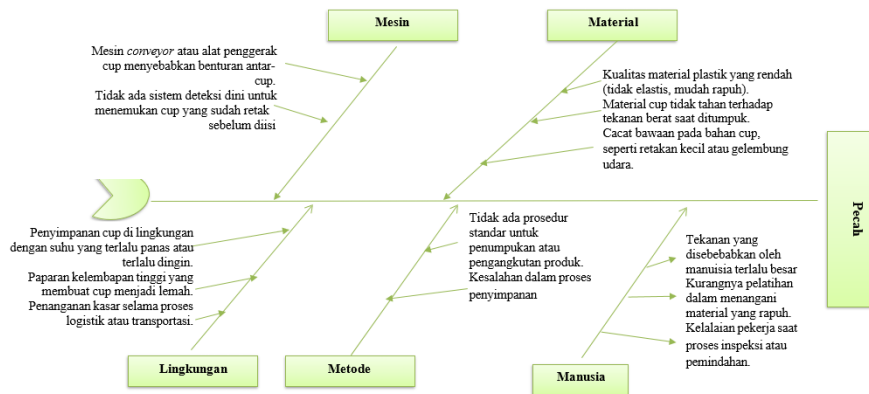 Mesin
Material
Mesin conveyor atau alat penggerak
cup menyebabkan benturan antar-
cup.
Tidak ada sistem deteksi dini untuk
menemukan cup yang sudah retak
sebelum diisi
Kualitas material plastik yang rendah
(tidak elastis, mudah rapuh).
Material cup tidak tahan terhadap
tekanan berat saat ditumpuk.
Cacat bawaan pada bahan cup,
seperti retakan kecil atau gelembung
udara.
Pecah
Penyimpanan cup di lingkungan
dengan suhu yang terlalu panas atau
terlalu dingin.
Paparan kelembapan tinggi yang
membuat cup menjadi lemah.
Penanganan kasar selama proses
logistik atau transportasi.
Tidak ada prosedur
standar untuk
penumpukan atau
pengangkutan produk.
Kesalahan dalam proses
penyimpanan
Tekanan yang
disebebabkan oleh
manuisia terlalu besar
Kurangnya pelatihan
dalam menangani
material yang rapuh.
Kelalaian pekerja saat
proses inspeksi atau
pemindahan.
Lingkungan
Metode
Manusia